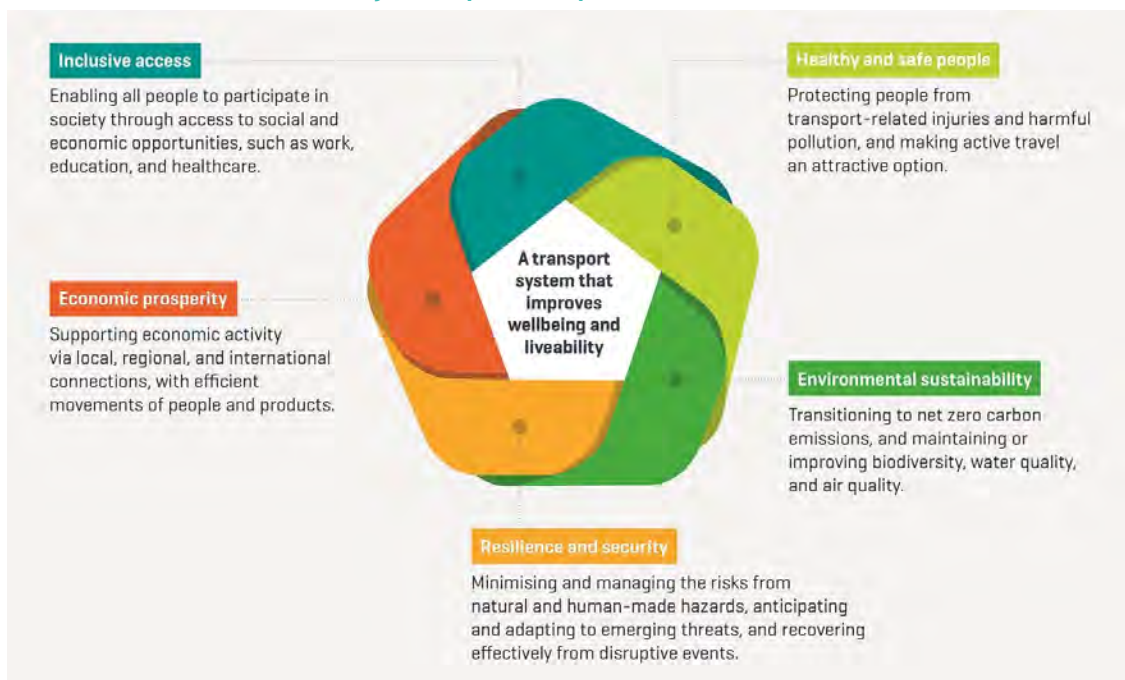 Inclusive access
Enabling all people to participate in
society through access to social and
economic opportunities, such as work,
education, and healthcare.
Healthy and safe people
Protecting people from
transport-related injuries and harmful
pollution, and making active travel
an attractive option.
A transport
system that
improves
wellbeing and
liveability
Economic prosperity
Supporting economic activity
via local, regional, and international
connections, with efficient
movements of people and products.
Environmental sustainability
Transitioning to net zero carbon
emissions, and maintaining or
improving biodiversity, water quality,
and air quality.
Resilience and security
Minimising and managing the risks from
natural and human-made hazards, anticipating
and adapting to emerging threats, and recovering
effectively from disruptive events.